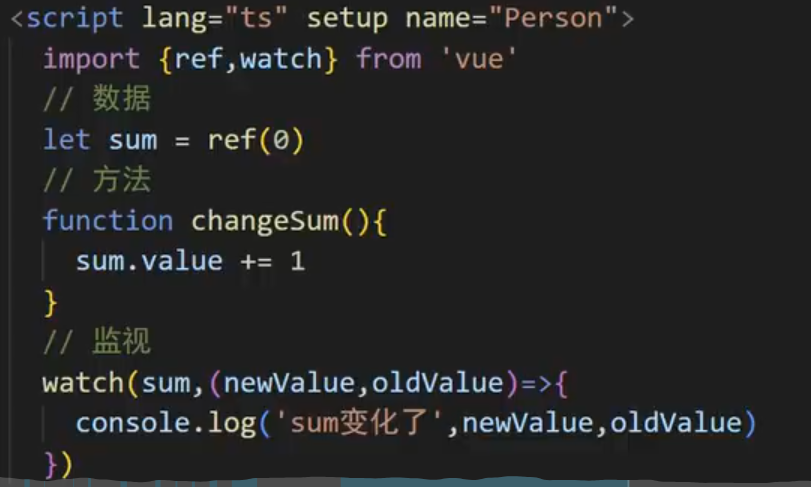 <script lang="ts" setup name="Person">
import {ref,watch} from 'vue'
// 数据
let sum = ref(0)
// 方法
function changeSum(){
sum.value += 1
}
// 监视
watch(sum,(newValue,oldValue)=>{
console.log('sum变化了',newValue,oldValue)
})